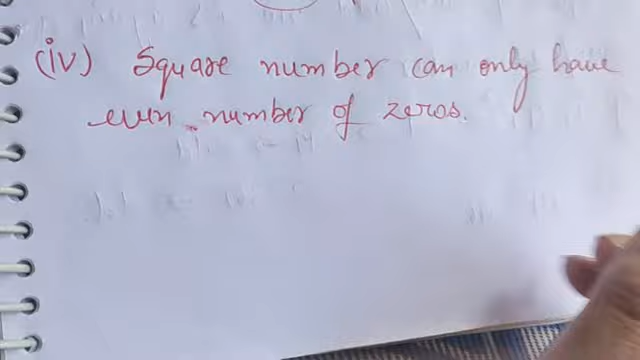 (iv) Square number can only have
even number of zeros.